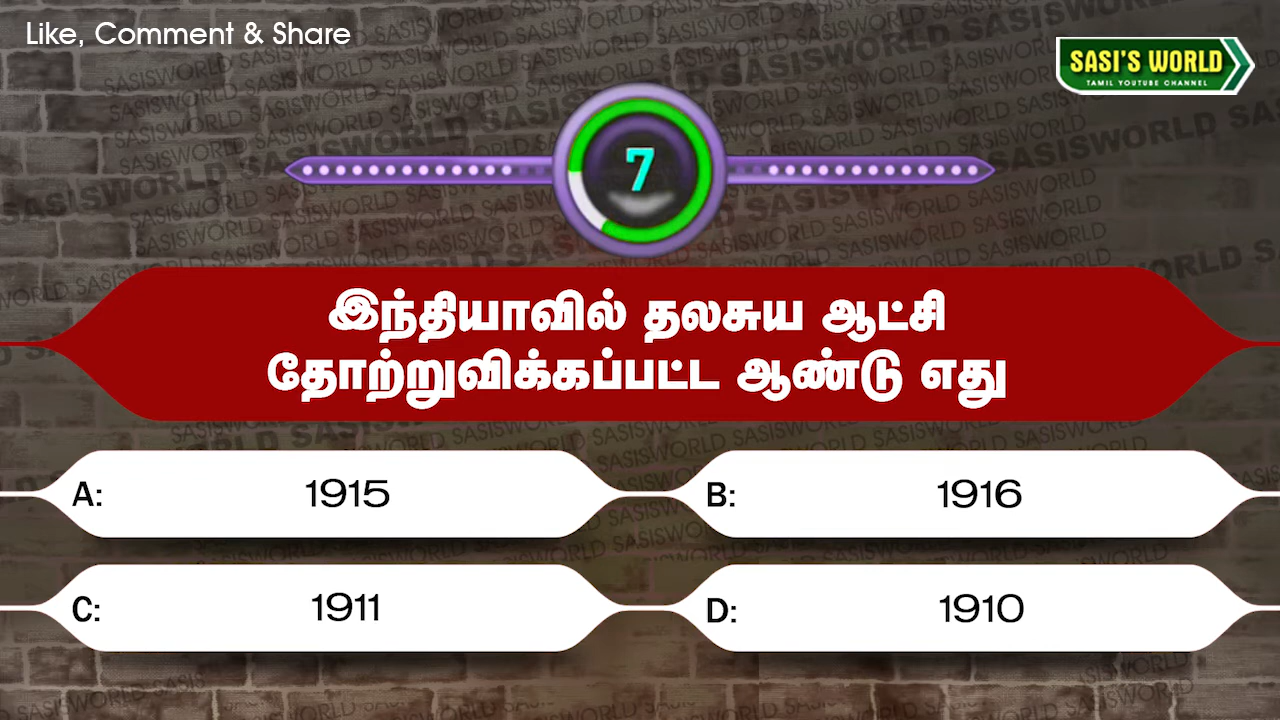 Like, Comment & Share
SASI'S WORLD
TAMIL YOUTUBE CHANNEL
7
இந்தியாவில் தலசுய ஆட்சி
தோற்றுவிக்கப்பட்ட ஆண்டு எது
A: 1915
B: 1916
C: 1911
D: 1910